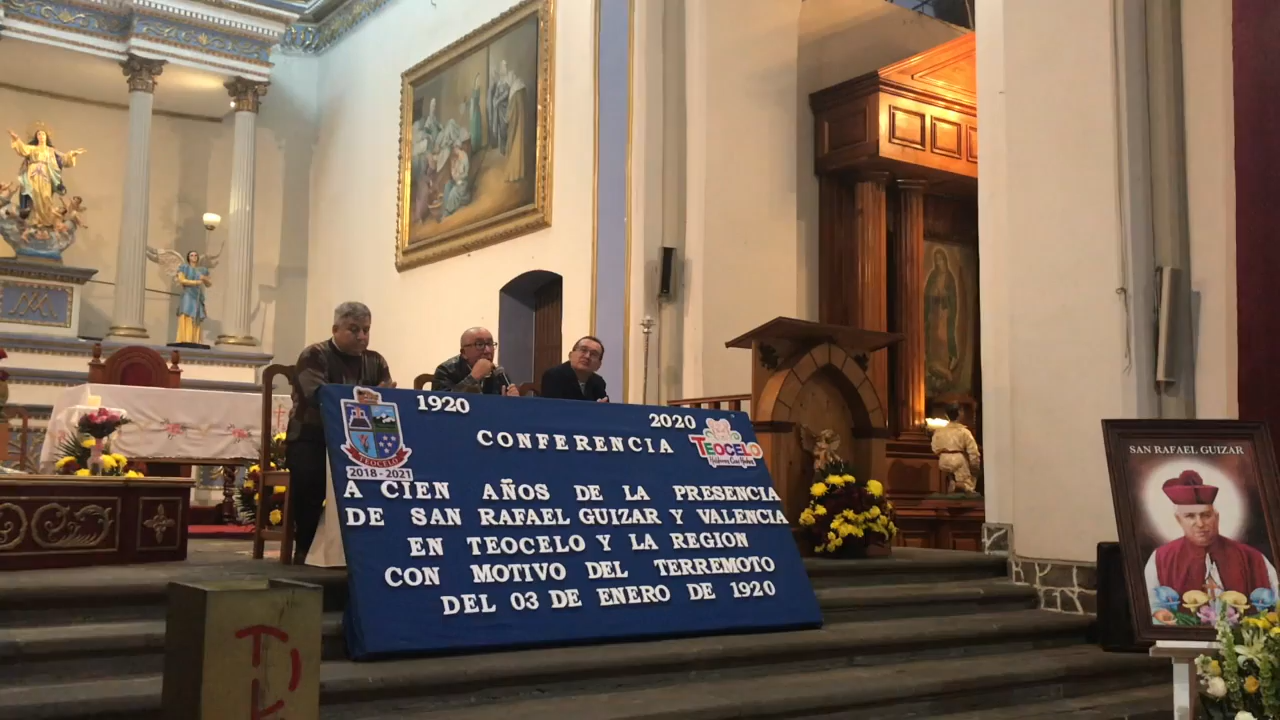 1920
2020
CONFERENCIA
TEOCELO
TEOCELO
2018 - 2021
A CIEN AÑOS DE LA PRESENCIA
DE SAN RAFAEL GUIZAR Y VALENCIA
EN TEOCELO Y LA REGION
CON MOTIVO DEL TERREMOTO
DEL 03 DE ENERO DE 1920
SAN RAFAEL GUIZAR